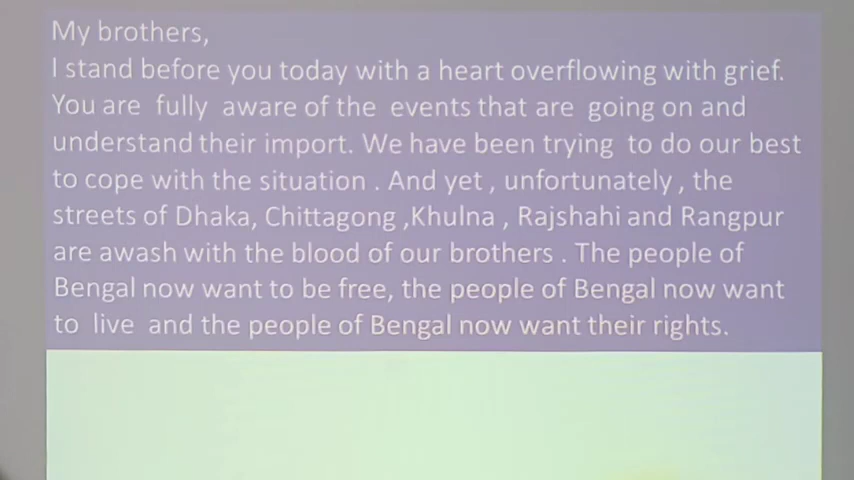 My brothers,
I stand before you today with a heart overflowing with grief.
You are fully aware of the events that are going on and
understand their import. We have been trying to do our best
to cope with the situation . And yet , unfortunately , the
streets of Dhaka, Chittagong ,Khulna , Rajshahi and Rangpur
are awash with the blood of our brothers . The people of
Bengal now want to be free, the people of Bengal now want
to live and the people of Bengal now want their rights.